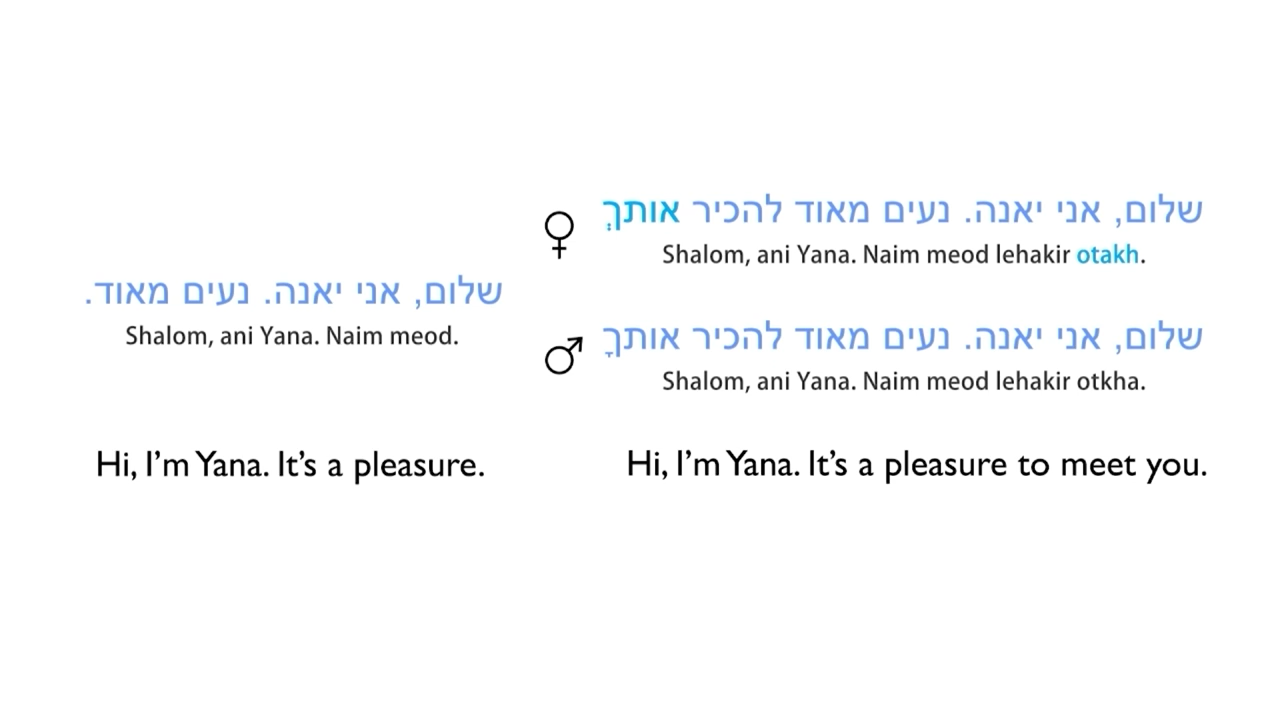 שלום, אני יאנה. נעים מאוד.
Shalom, ani Yana. Naim meod.
Hi, I'm Yana. It's a pleasure.
♀ שלום, אני יאנה. נעים מאוד להכיר אותךְ
Shalom, ani Yana. Naim meod lehakir otakh.
♂ שלום, אני יאנה. נעים מאוד להכיר אותךָ
Shalom, ani Yana. Naim meod lehakir otkha.
Hi, I'm Yana. It's a pleasure to meet you.